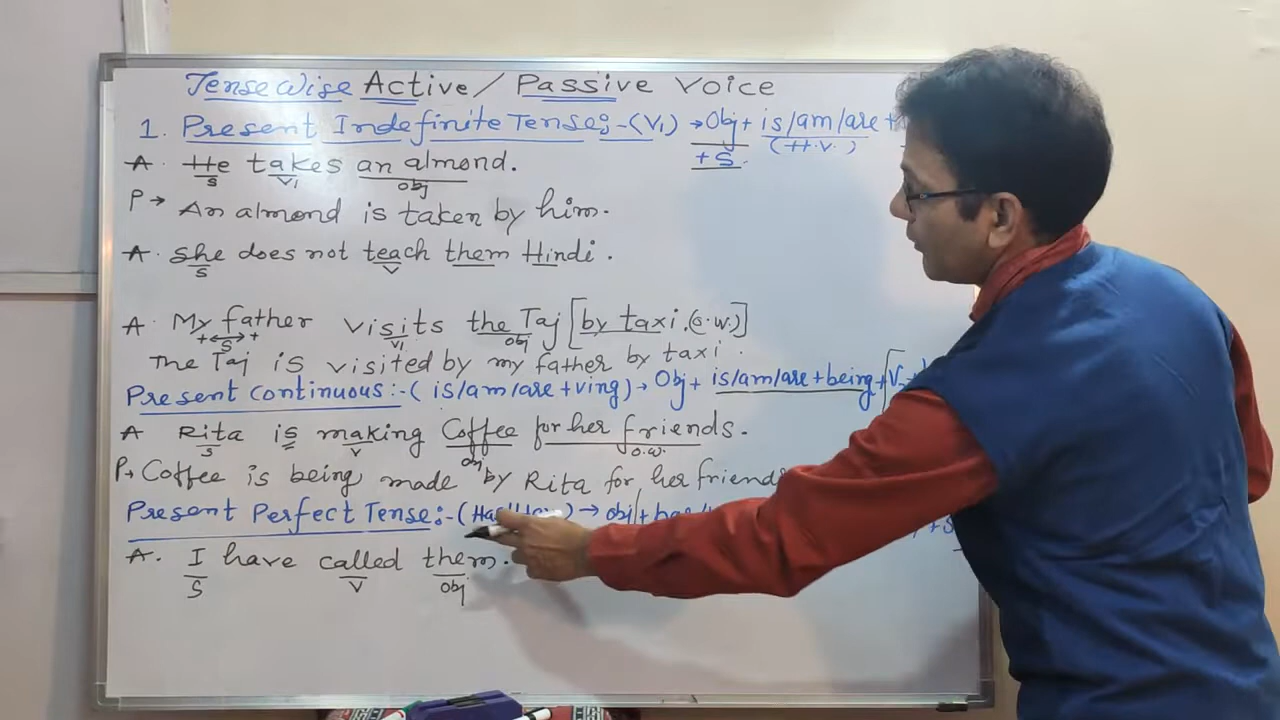 Tense Wise Active/Passive Voice
1. Present Indefinite Tense:-(V1) → Obj + is/am/are +
(H.V.)
+ S.
A. He takes an almond.
S V1 obj
P → An almond is taken by him.
A. She does not teach them Hindi.
S V
A. My father visits the Taj [by taxi.(O.W.)]
+ ↔ +
S V1 obj
The Taj is visited by my father by taxi.
Present Continuous:-(is/am/are+ving) → Obj + is/am/are+being+
A Rita is making Coffee for her friends.
S V obj O.W.
P→ Coffee is being made by Rita for her friends
Present Perfect Tense:-( → obj +
A. I have called them.
S V obj